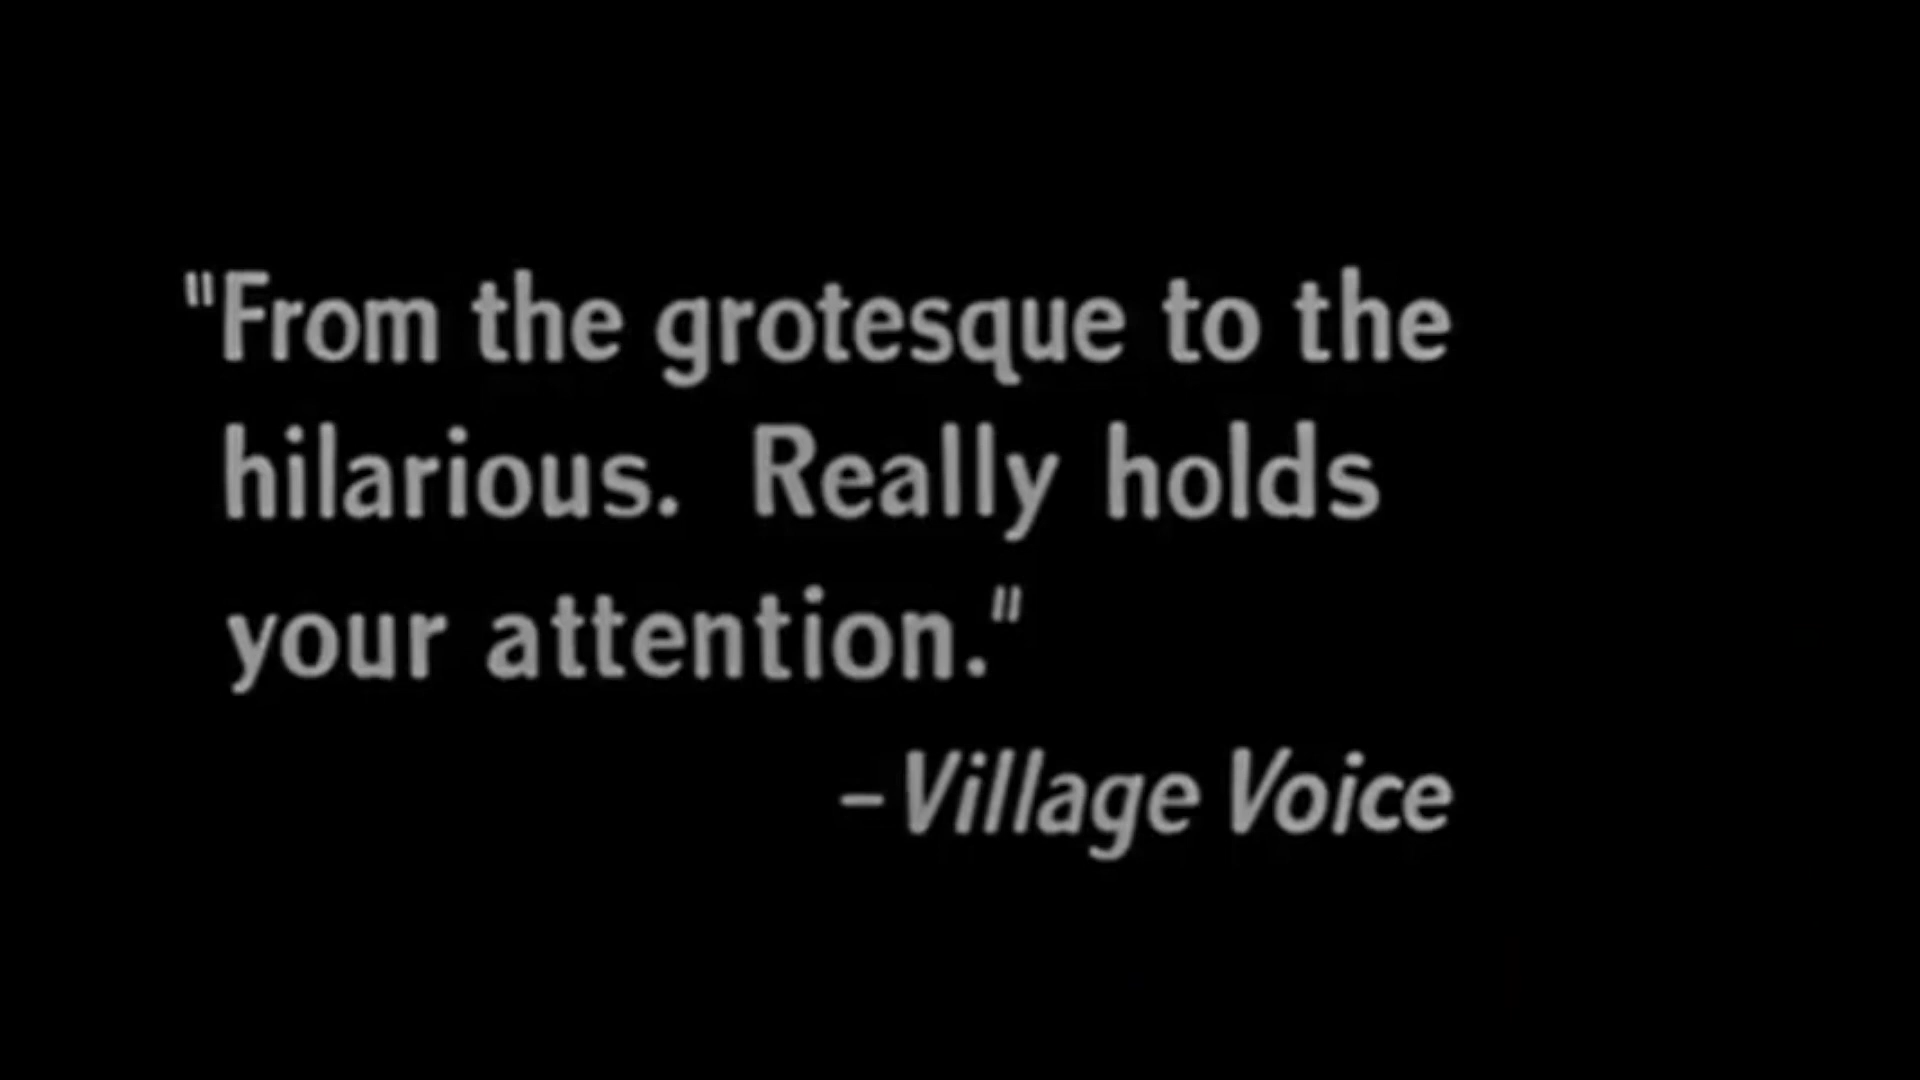 "From the grotesque to the
hilarious. Really holds
your attention."
–Village Voice